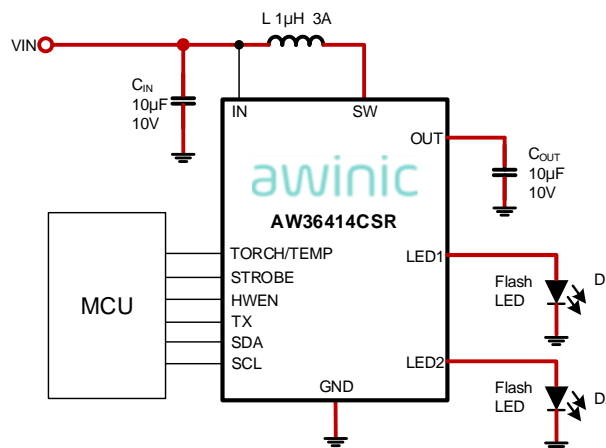 L 1µH 3A
VIN
CIN
10µF
10V
IN
SW
OUT
COUT
10µF
10V
awinic
AW36414CSR
MCU
TORCH/TEMP
STROBE
HWEN
TX
SDA
SCL
LED1
Flash
LED
D
LED2
Flash
LED
D
GND